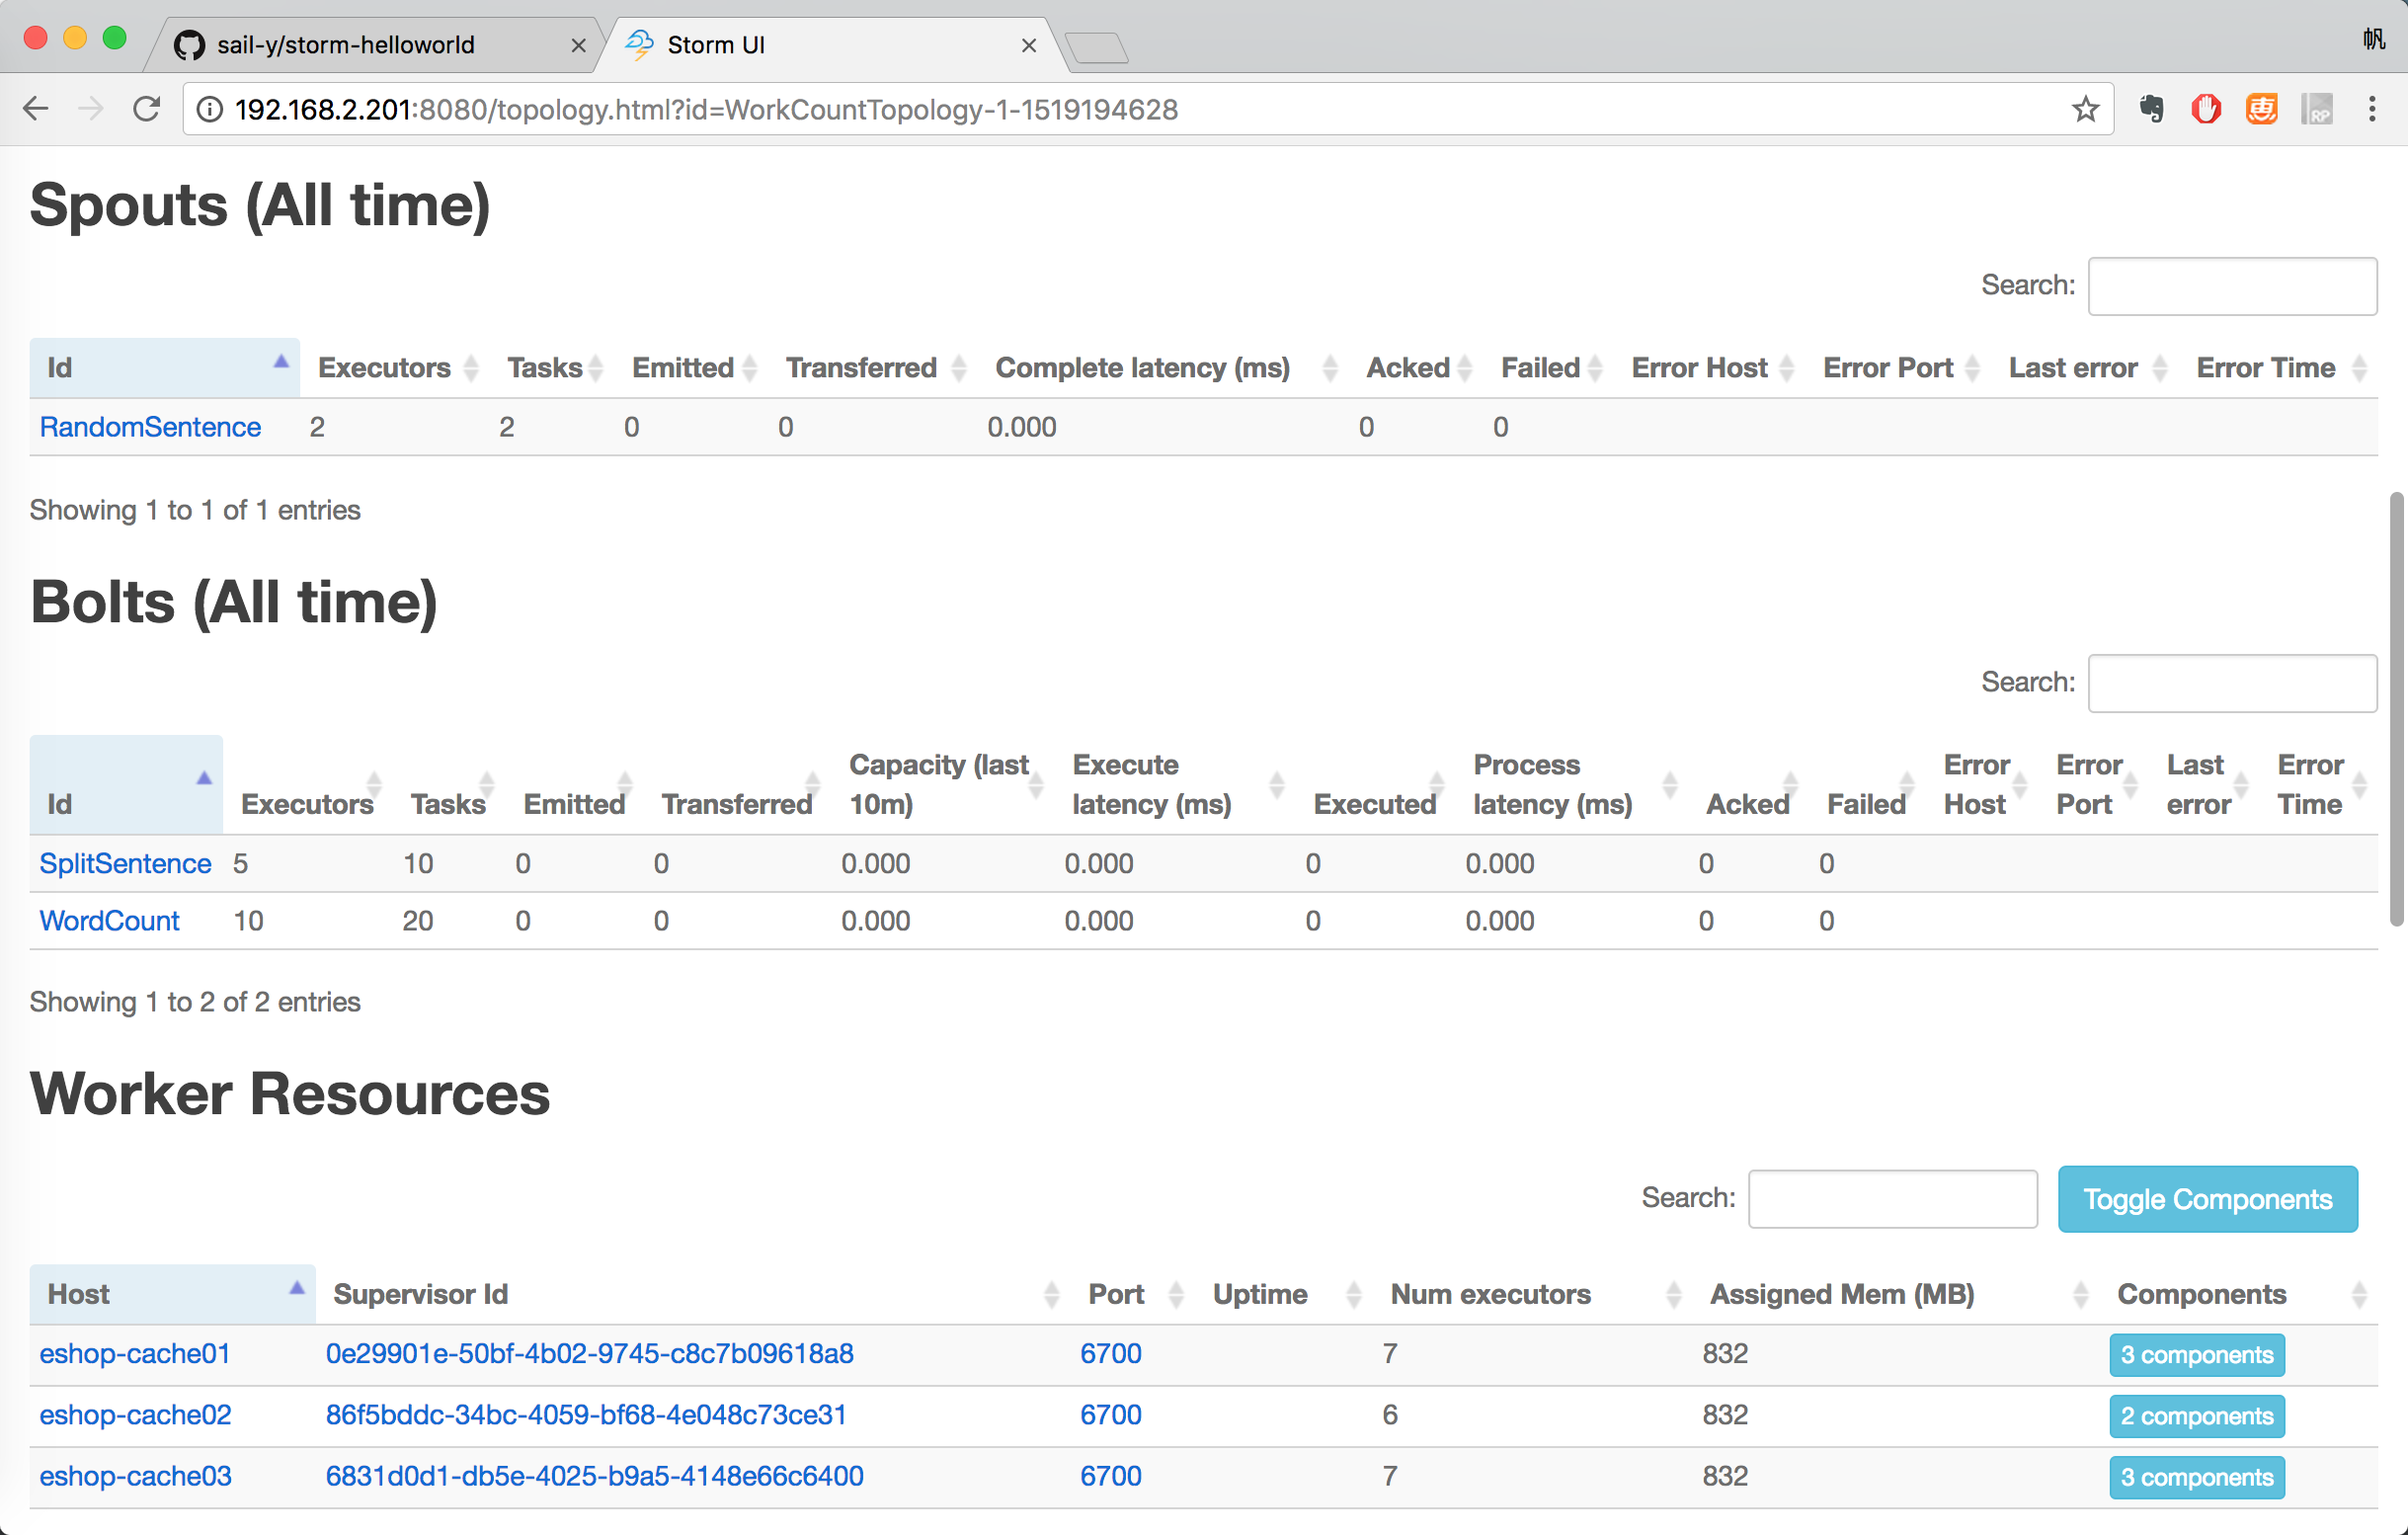 sail-y/storm-helloworld
Storm UI
帆
192.168.2.201:8080/topology.html?id=WorkCountTopology-1-1519194628
惠
RP
Spouts (All time)
Search:
Id Executors Tasks Emitted Transferred Complete latency (ms) Acked Failed Error Host Error Port Last error Error Time
RandomSentence 2 2 0 0 0.000 0 0
Showing 1 to 1 of 1 entries
Bolts (All time)
Search:
Id Executors Tasks Emitted Transferred Capacity (last 10m) Execute latency (ms) Executed Process latency (ms) Acked Failed Error Host Error Port Last error Error Time
SplitSentence 5 10 0 0 0.000 0.000 0 0.000 0 0
WordCount 10 20 0 0 0.000 0.000 0 0.000 0 0
Showing 1 to 2 of 2 entries
Worker Resources
Search:
Toggle Components
Host Supervisor Id Port Uptime Num executors Assigned Mem (MB) Components
eshop-cache01 0e29901e-50bf-4b02-9745-c8c7b09618a8 6700 7 832 3 components
eshop-cache02 86f5bddc-34bc-4059-bf68-4e048c73ce31 6700 6 832 2 components
eshop-cache03 6831d0d1-db5e-4025-b9a5-4148e66c6400 6700 7 832 3 components